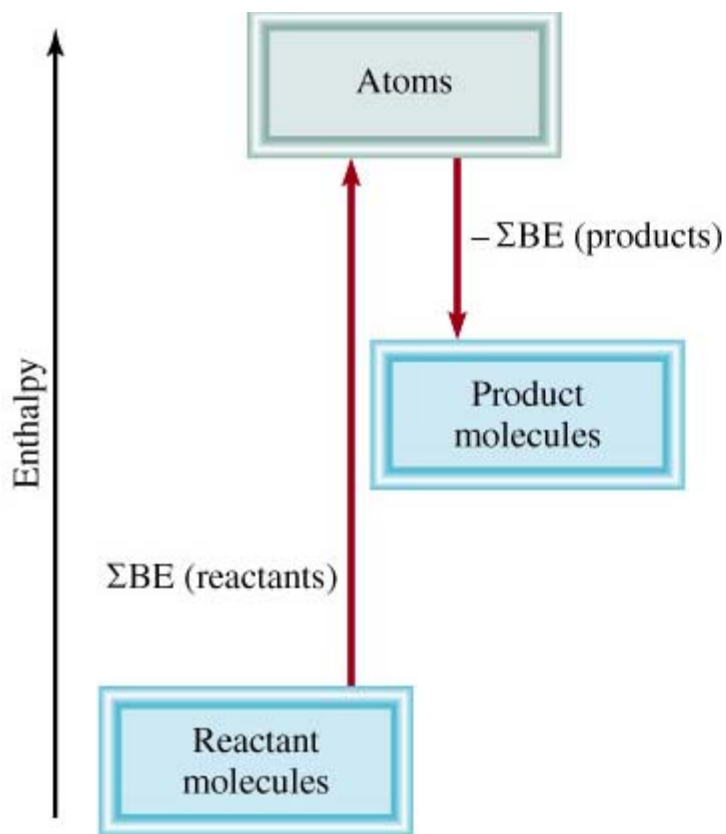 Atoms
– ΣBE (products)
Product
molecules
Enthalpy
ΣBE (reactants)
Reactant
molecules